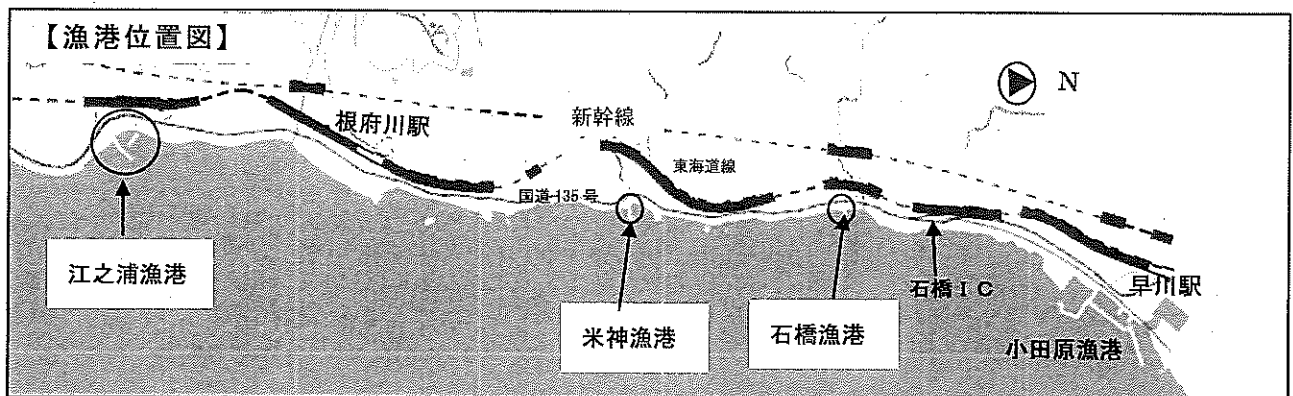 【漁港位置図】
N
根府川駅
新幹線
東海道線
国道135号
江之浦漁港
米神漁港
石橋漁港
石橋IC
早川駅
小田原漁港